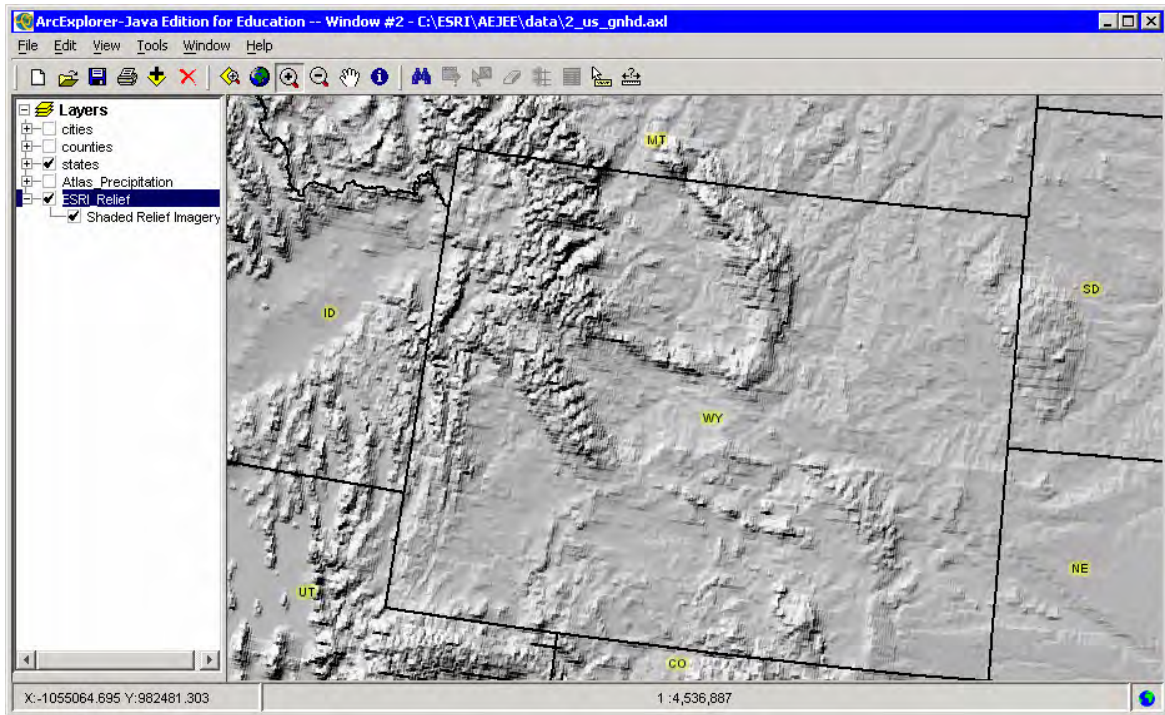 ArcExplorer-Java Edition for Education -- Window #2 - C:\ESRI\AEJEE\data\2_us_gnhd.axl
File Edit View Tools Window Help
Layers
cities
counties
states
Atlas_Precipitation
ESRI_Relief
Shaded Relief Imagery
MT
ID
SD
WY
NE
UT
CO
X:-1055064.695 Y:982481.303
1 :4,536,887